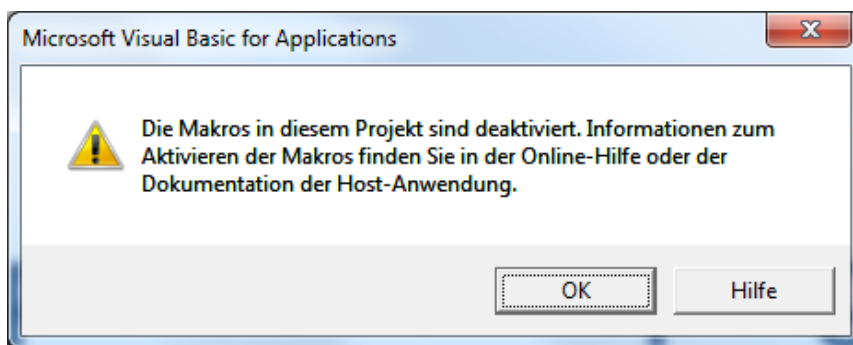 Microsoft Visual Basic for Applications
Die Makros in diesem Projekt sind deaktiviert. Informationen zum
Aktivieren der Makros finden Sie in der Online-Hilfe oder der
Dokumentation der Host-Anwendung.
OK
Hilfe